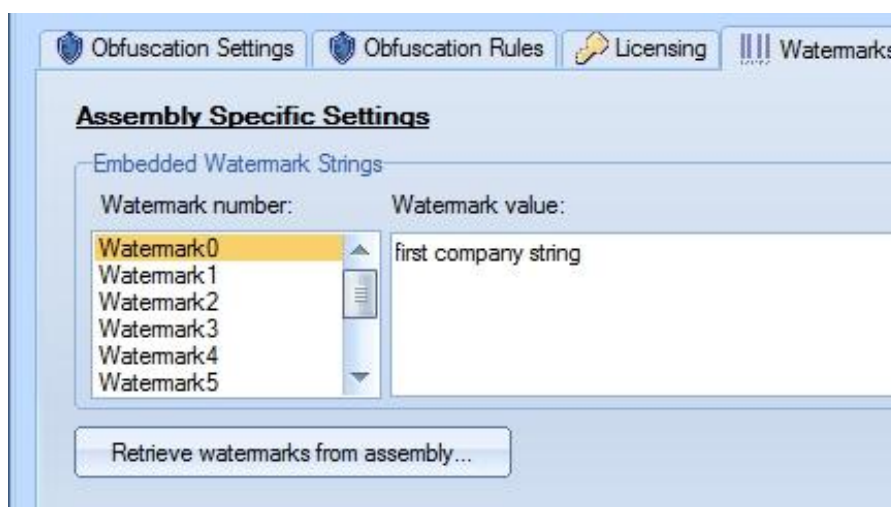 Obfuscation Settings Obfuscation Rules Licensing Watermarks
Assembly Specific Settings
Embedded Watermark Strings
Watermark number: Watermark value:
Watermark0 first company string
Watermark1
Watermark2
Watermark3
Watermark4
Watermark5
Retrieve watermarks from assembly...